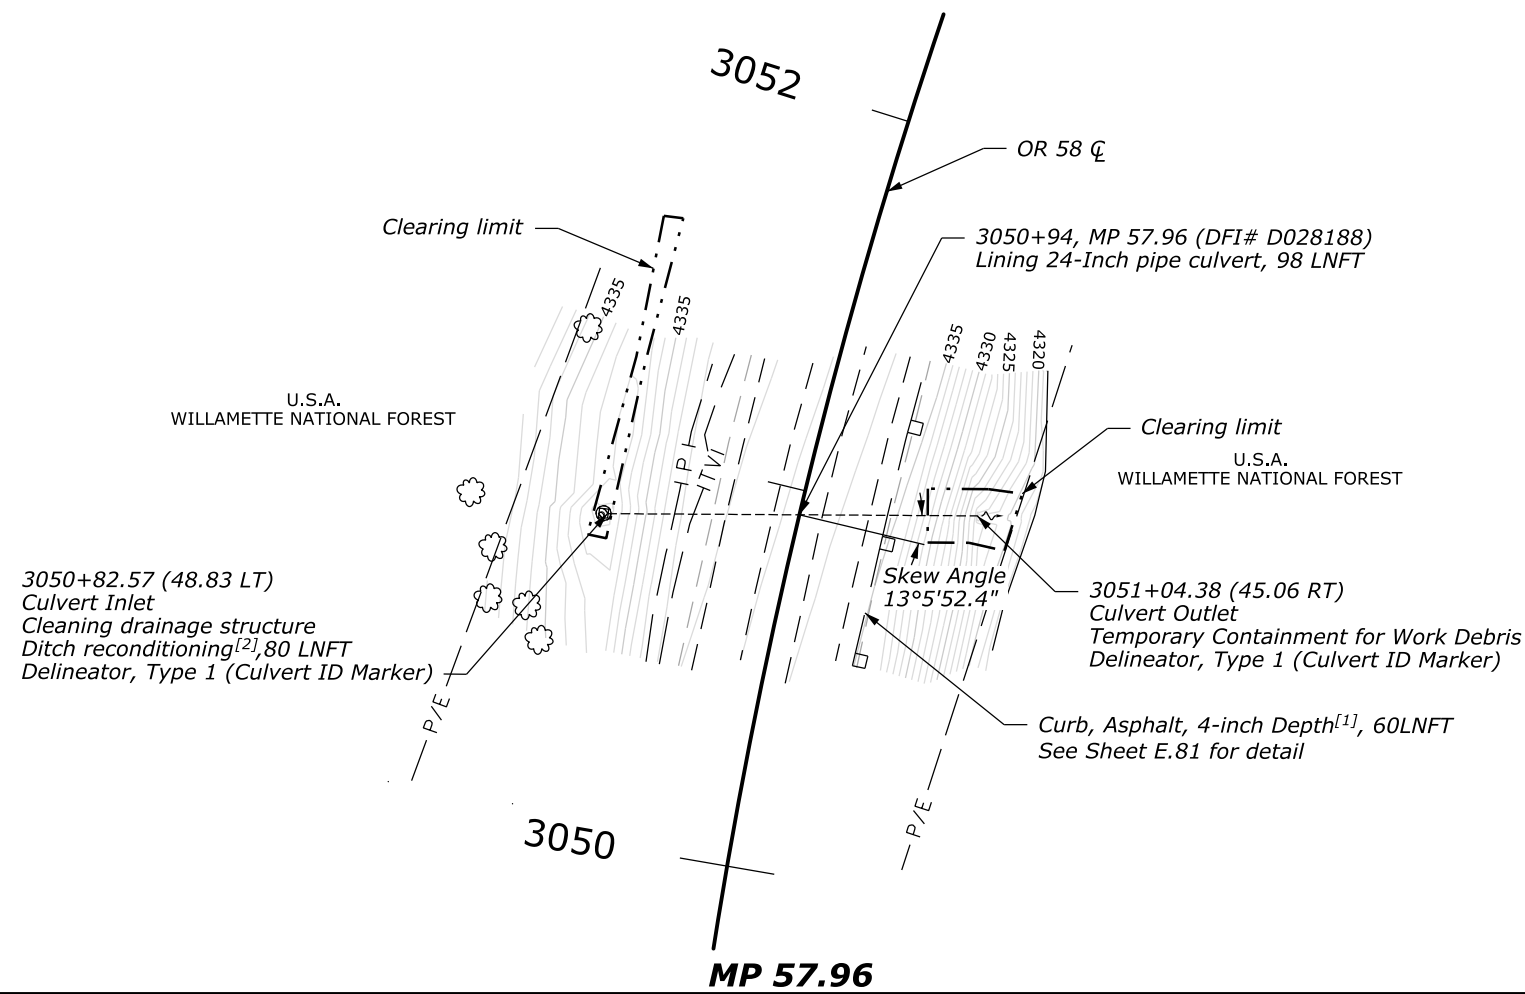 3052
OR 58 ℄
Clearing limit
3050+94, MP 57.96 (DFI# D028188)
Lining 24-Inch pipe culvert, 98 LNFT
4335
4335
4335
4330
4325
4320
U.S.A.
WILLAMETTE NATIONAL FOREST
Clearing limit
U.S.A.
WILLAMETTE NATIONAL FOREST
P
TV
Skew Angle
13°5'52.4"
3050+82.57 (48.83 LT)
Culvert Inlet
Cleaning drainage structure
Ditch reconditioning[2],80 LNFT
Delineator, Type 1 (Culvert ID Marker)
3051+04.38 (45.06 RT)
Culvert Outlet
Temporary Containment for Work Debris
Delineator, Type 1 (Culvert ID Marker)
P/E
Curb, Asphalt, 4-inch Depth[1], 60LNFT
See Sheet E.81 for detail
P/E
3050
MP 57.96